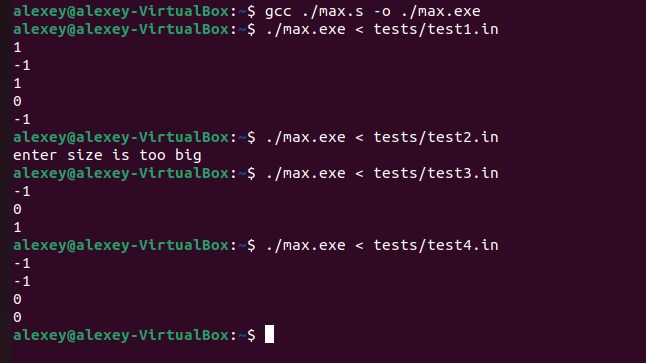 alexey@alexey-VirtualBox:~$ gcc ./max.s -o ./max.exe
alexey@alexey-VirtualBox:~$ ./max.exe < tests/test1.in
1
-1
1
0
-1
alexey@alexey-VirtualBox:~$ ./max.exe < tests/test2.in
enter size is too big
alexey@alexey-VirtualBox:~$ ./max.exe < tests/test3.in
-1
0
1
alexey@alexey-VirtualBox:~$ ./max.exe < tests/test4.in
-1
-1
0
0
alexey@alexey-VirtualBox:~$